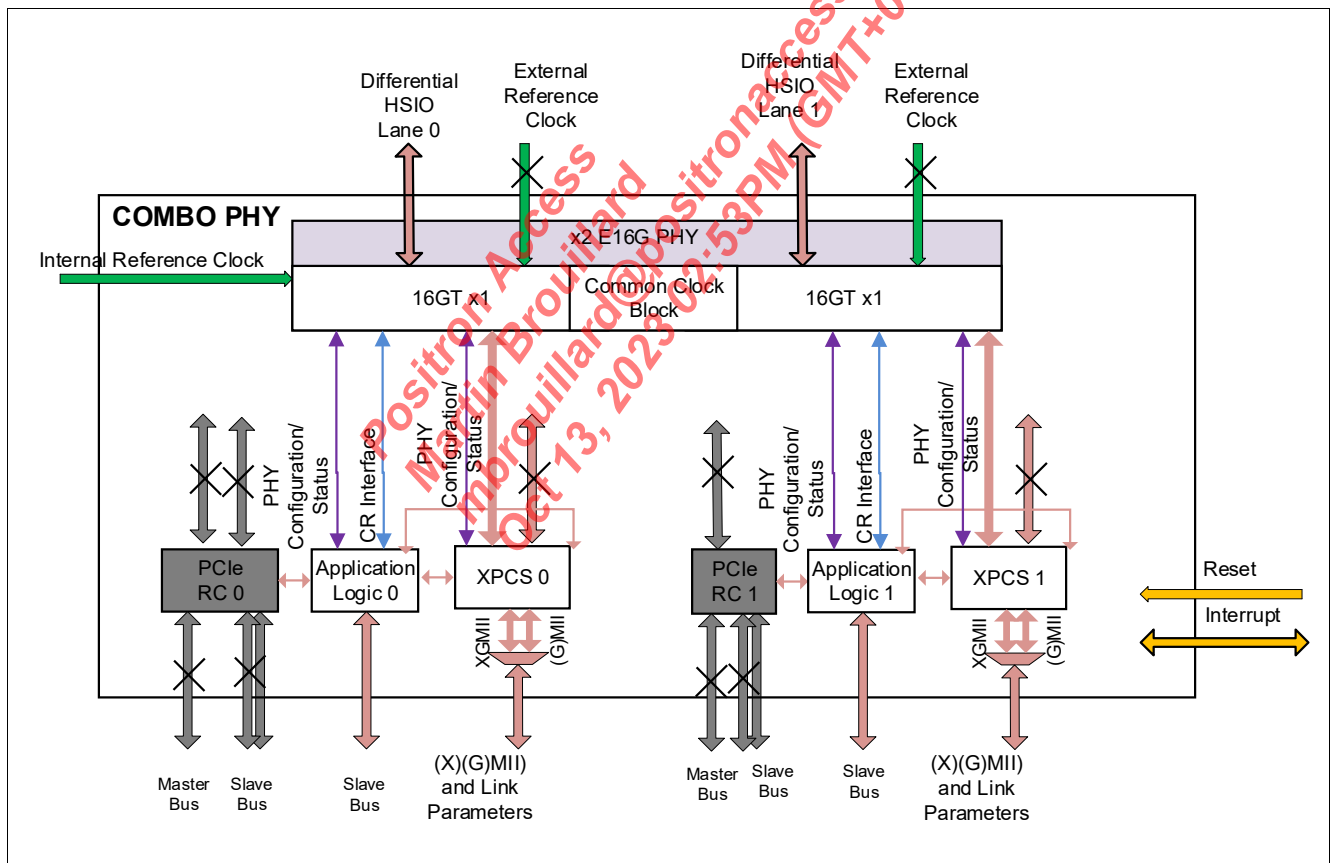 Differential
HSIO
Lane 0
External
Reference
Clock
Differential
HSIO
Lane 1
External
Reference
Clock
COMBO PHY
x2 E16G PHY
Internal Reference Clock
16GT x1
Common Clock
Block
16GT x1
PHY
Configuration/
Status
CR Interface
PHY
Configuration/
Status
PHY
Configuration/
Status
CR Interface
PHY
Configuration/
Status
PCIe
RC 0
Application
Logic 0
XPCS 0
PCIe
RC 1
Application
Logic 1
XPCS 1
Reset
Interrupt
XGMII
(G)MII
XGMII
(G)MII
Master
Bus
Slave
Bus
Slave
Bus
(X)(G)MII)
and Link
Parameters
Master
Bus
Slave
Bus
Slave
Bus
(X)(G)MII)
and Link
Parameters
Positron Access
Martin Brouillard
mbrouillard@positronaccess
Oct 13, 2023 02:53PM (GMT+0